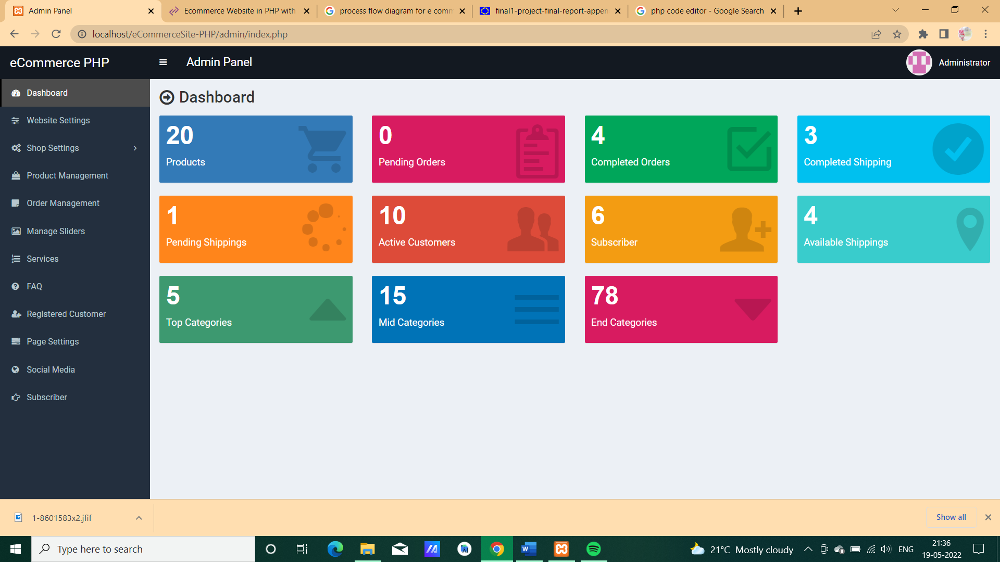 Admin Panel
Ecommerce Website in PHP with
process flow diagram for e comm
final1-project-final-report-appen
php code editor - Google Search
localhost/eCommerceSite-PHP/admin/index.php
eCommerce PHP
Admin Panel
Administrator
Dashboard
Website Settings
Shop Settings
Product Management
Order Management
Manage Sliders
Services
FAQ
Registered Customer
Page Settings
Social Media
Subscriber
Dashboard
20
Products
0
Pending Orders
4
Completed Orders
3
Completed Shipping
1
Pending Shippings
10
Active Customers
6
Subscriber
4
Available Shippings
5
Top Categories
15
Mid Categories
78
End Categories
1-8601583x2.jfif
Show all
Type here to search
21°C Mostly cloudy
ENG
21:36
19-05-2022